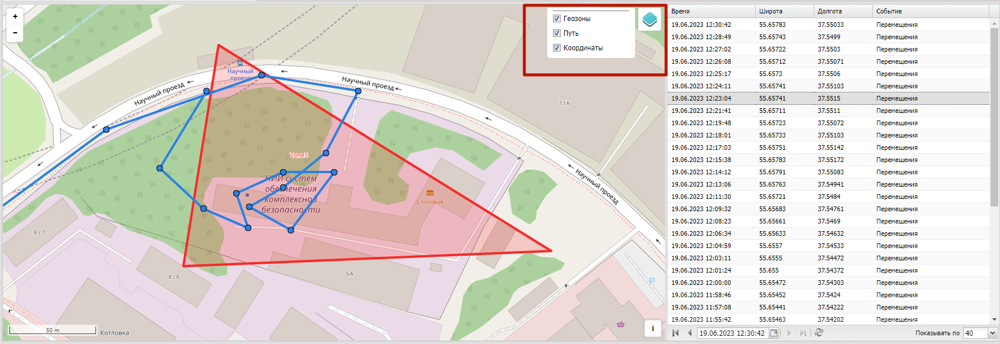 +
−
Геозоны
Путь
Координаты
Научный
проезд
Научный проезд
Научный проезд
Научный проезд
11А
Zone3
НИИ систем
обеспечения
комплексной
безопасности
Столовая
8 с7
8 с8
6А
P
50 m
Котловка
i
Время Широта Долгота Событие
19.06.2023 12:30:42 55.65783 37.55033 Перемещения
19.06.2023 12:28:49 55.65743 37.5499 Перемещения
19.06.2023 12:27:02 55.65722 37.5503 Перемещения
19.06.2023 12:26:08 55.65712 37.55071 Перемещения
19.06.2023 12:25:17 55.6573 37.5506 Перемещения
19.06.2023 12:24:11 55.65741 37.55103 Перемещения
19.06.2023 12:23:04 55.65741 37.5515 Перемещения
19.06.2023 12:21:41 55.65711 37.5511 Перемещения
19.06.2023 12:19:48 55.65723 37.55072 Перемещения
19.06.2023 12:18:01 55.65733 37.55103 Перемещения
19.06.2023 12:17:03 55.65751 37.55142 Перемещения
19.06.2023 12:15:38 55.65783 37.55172 Перемещения
19.06.2023 12:14:12 55.65791 37.55083 Перемещения
19.06.2023 12:13:06 55.65763 37.54941 Перемещения
19.06.2023 12:11:30 55.65721 37.5484 Перемещения
19.06.2023 12:09:32 55.65683 37.54761 Перемещения
19.06.2023 12:08:23 55.65661 37.5469 Перемещения
19.06.2023 12:06:34 55.65633 37.54632 Перемещения
19.06.2023 12:04:59 55.6557 37.54533 Перемещения
19.06.2023 12:03:11 55.6555 37.54472 Перемещения
19.06.2023 12:01:24 55.655 37.54372 Перемещения
19.06.2023 12:00:00 55.65472 37.54303 Перемещения
19.06.2023 11:58:46 55.65452 37.5424 Перемещения
19.06.2023 11:57:08 55.65441 37.54222 Перемещения
19.06.2023 11:55:42 55.65463 37.54202 Перемещения
19.06.2023 12:30:42 Показывать по 40